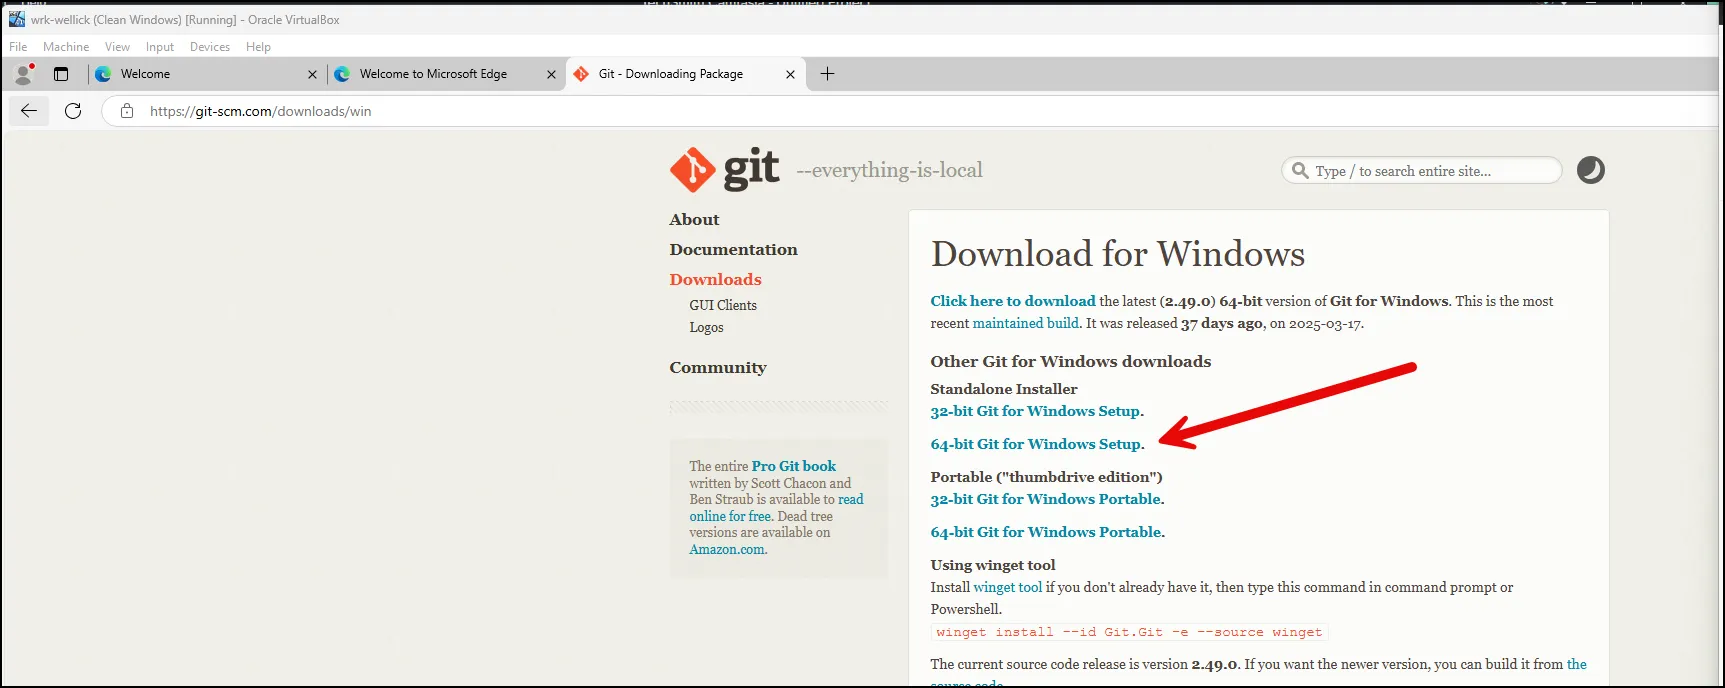 wrk-wellick (Clean Windows) [Running] - Oracle VirtualBox
File Machine View Input Devices Help
Welcome
Welcome to Microsoft Edge
Git - Downloading Package
https://git-scm.com/downloads/win
git --everything-is-local
Type / to search entire site...
About
Documentation
Downloads
GUI Clients
Logos
Community
The entire Pro Git book
written by Scott Chacon and
Ben Straub is available to read
online for free. Dead tree
versions are available on
Amazon.com.
Download for Windows
Click here to download the latest (2.49.0) 64-bit version of Git for Windows. This is the most
recent maintained build. It was released 37 days ago, on 2025-03-17.
Other Git for Windows downloads
Standalone Installer
32-bit Git for Windows Setup.
64-bit Git for Windows Setup.
Portable ("thumbdrive edition")
32-bit Git for Windows Portable.
64-bit Git for Windows Portable.
Using winget tool
Install winget tool if you don't already have it, then type this command in command prompt or
Powershell.
winget install --id Git.Git -e --source winget
The current source code release is version 2.49.0. If you want the newer version, you can build it from the
source code.